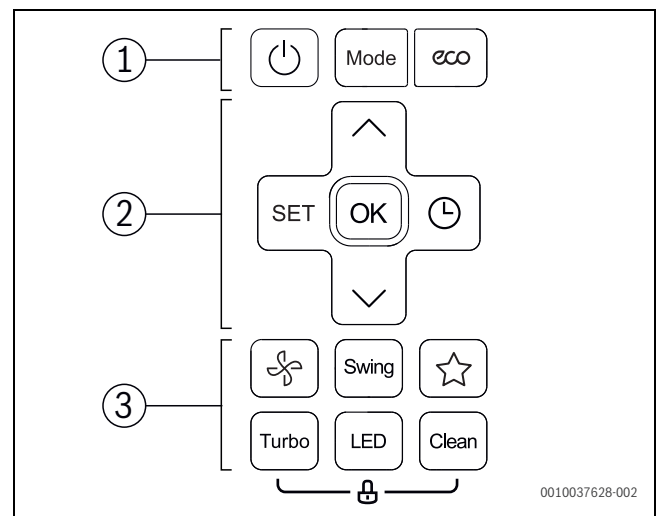 1
Mode
eco
2
SET
OK
3
Swing
Turbo
LED
Clean
0010037628-002